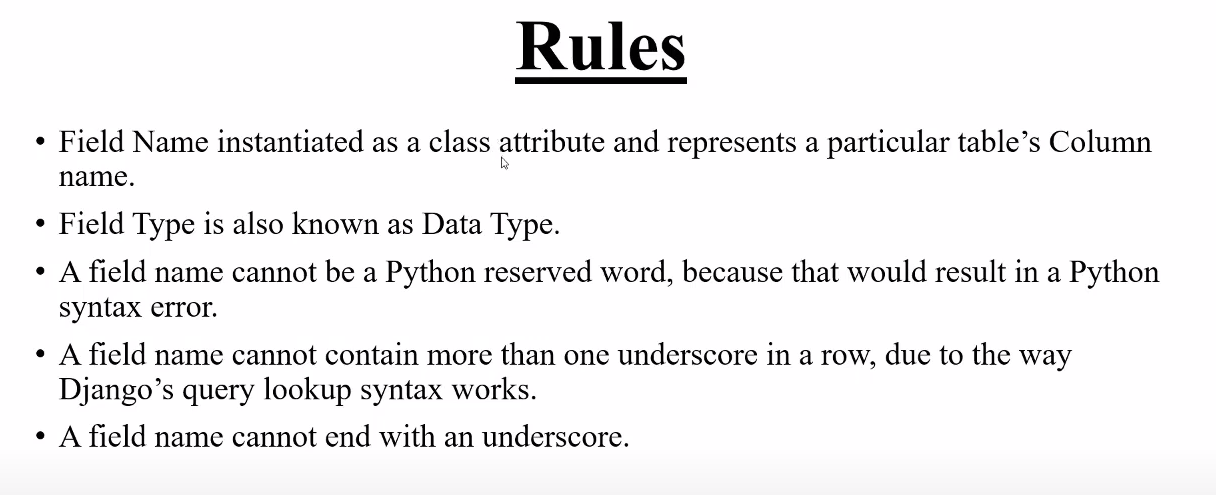 Rules
• Field Name instantiated as a class attribute and represents a particular table’s Column
name.
• Field Type is also known as Data Type.
• A field name cannot be a Python reserved word, because that would result in a Python
syntax error.
• A field name cannot contain more than one underscore in a row, due to the way
Django’s query lookup syntax works.
• A field name cannot end with an underscore.